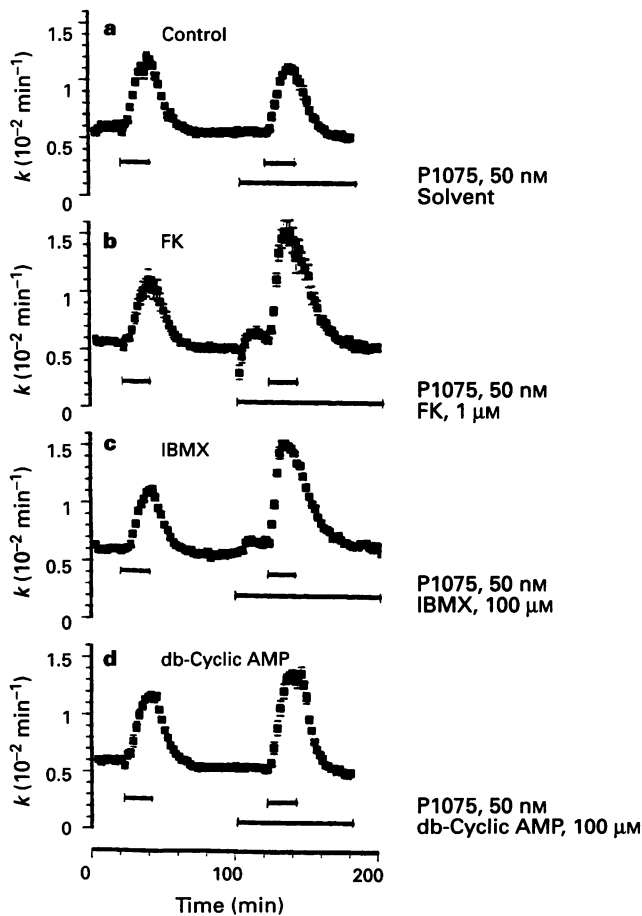 a Control
1.5
1
0.5
0
k (10⁻² min⁻¹)
P1075, 50 nM
Solvent
b FK
1.5
1
0.5
0
k (10⁻² min⁻¹)
P1075, 50 nM
FK, 1 μM
c IBMX
1.5
1
0.5
0
k (10⁻² min⁻¹)
P1075, 50 nM
IBMX, 100 μM
d db-Cyclic AMP
1.5
1
0.5
0
k (10⁻² min⁻¹)
P1075, 50 nM
db-Cyclic AMP, 100 μM
0 100 200
Time (min)